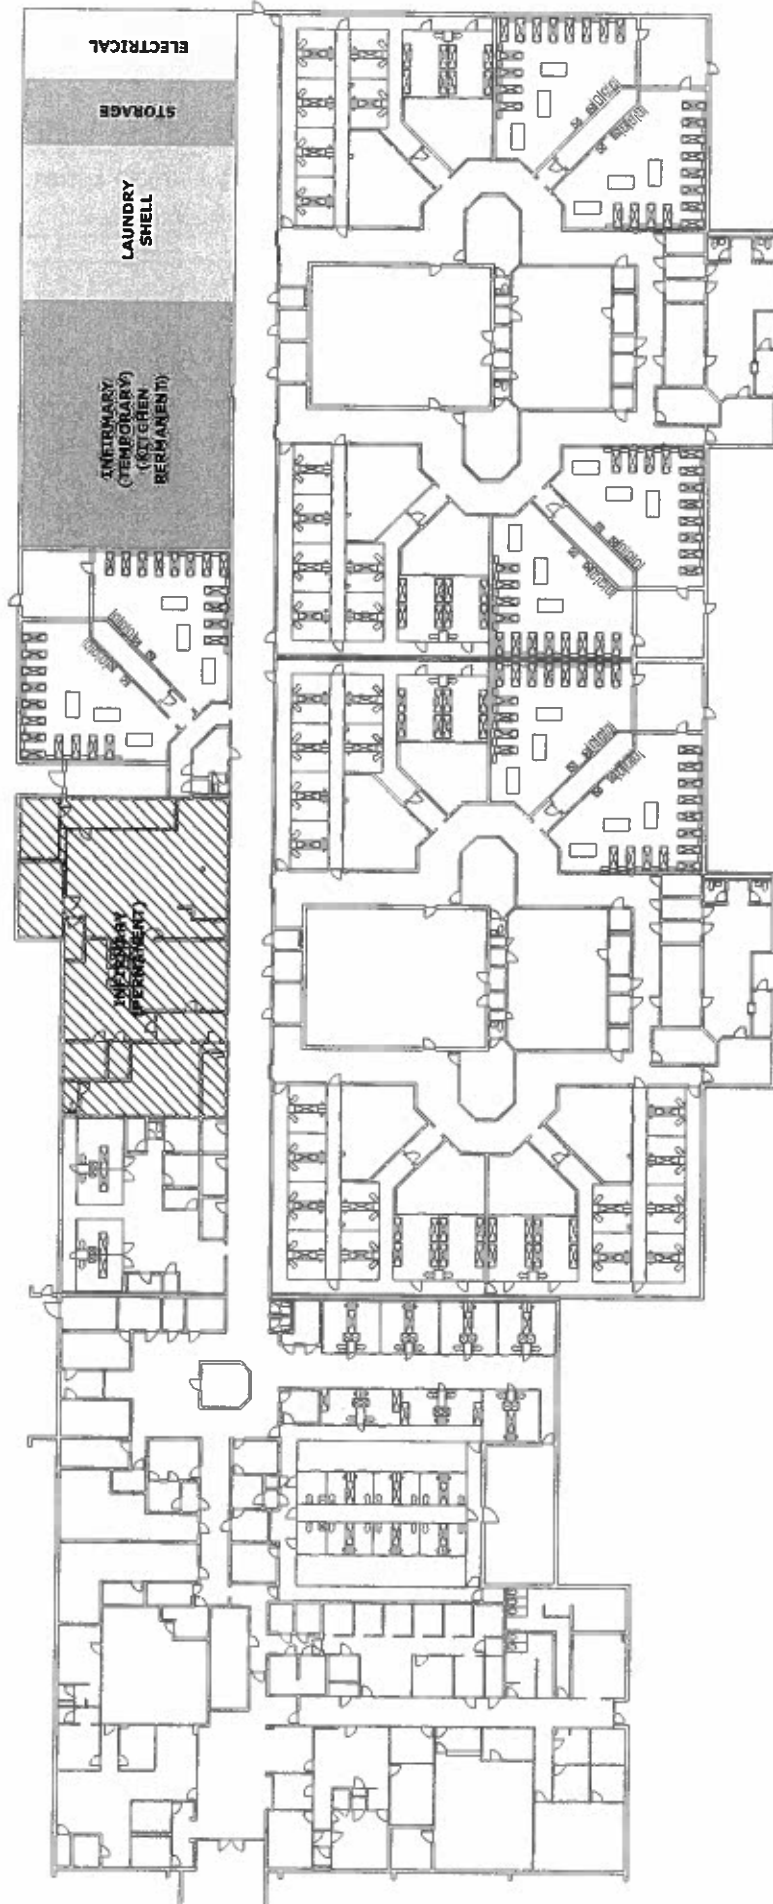 ELECTRICAL
STORAGE
LAUNDRY
SHELL
INFIRMARY
(TEMPORARY)
(KITCHEN
PERMANENT)
INFIRMARY
(PERMANENT)